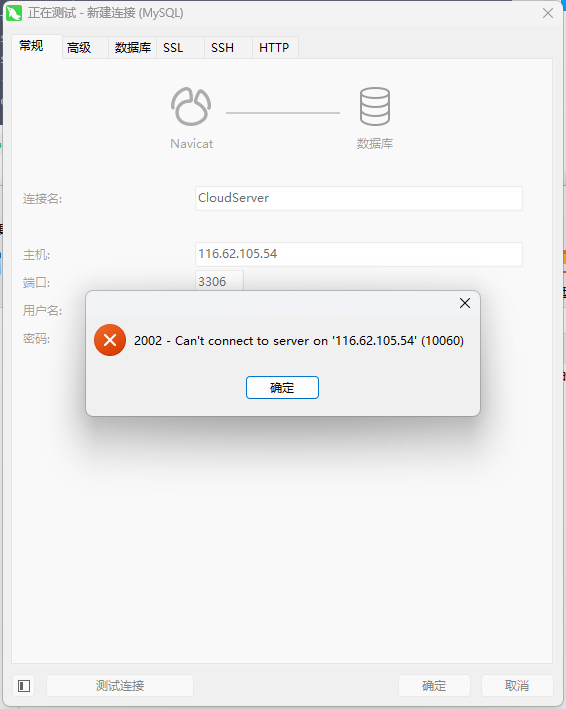 正在测试 - 新建连接 (MySQL)
常规 高级 数据库 SSL SSH HTTP
Navicat 数据库
连接名: CloudServer
主机: 116.62.105.54
端口: 3306
用户名:
密码:
2002 - Can't connect to server on '116.62.105.54' (10060)
确定
测试连接 确定 取消